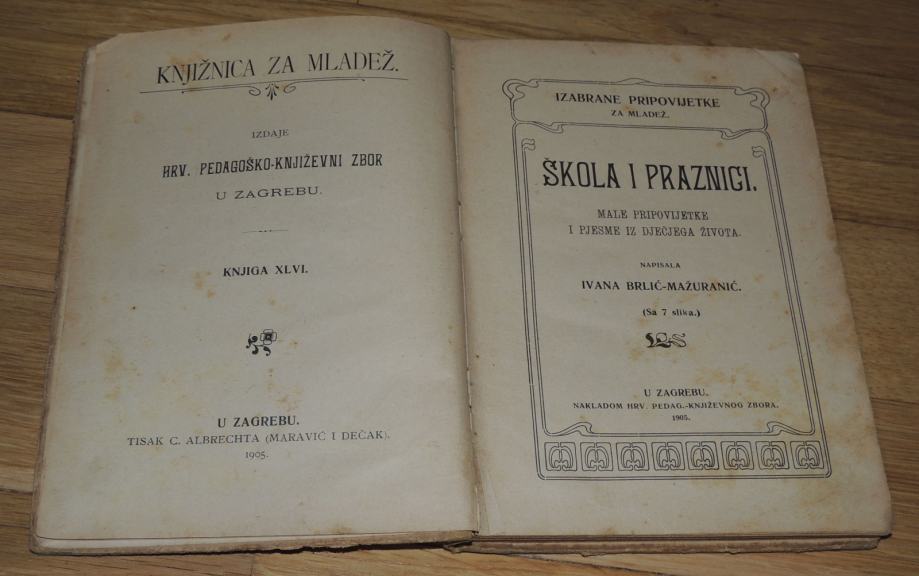 KNJIŽNICA ZA MLADEŽ.
IZDAJE
HRV. PEDAGOŠKO-KNJIŽEVNI ZBOR
U ZAGREBU.
KNJIGA XLVI.
U ZAGREBU.
TISAK C. ALBRECHTA (MARAVIĆ I DEČAK).
1905.
IZABRANE PRIPOVIJETKE
ZA MLADEŽ.
ŠKOLA I PRAZNICI.
MALE PRIPOVIJETKE
I PJESME IZ DJEČJEGA ŽIVOTA.
NAPISALA
IVANA BRLIĆ-MAŽURANIĆ.
(Sa 7 slika.)
U ZAGREBU.
NAKLADOM HRV. PEDAG.-KNJIŽEVNOG ZBORA.
1905.